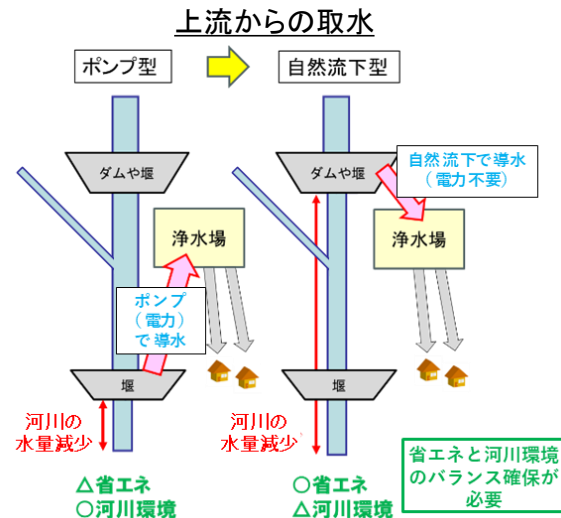 上流からの取水
ポンプ型
自然流下型
ダムや堰
浄水場
ポンプ
（電力）
で導水
堰
河川の
水量減少
△省エネ
○河川環境
ダムや堰
自然流下で導水
（電力不要）
浄水場
堰
河川の
水量減少
○省エネ
△河川環境
省エネと河川環境
のバランス確保が
必要